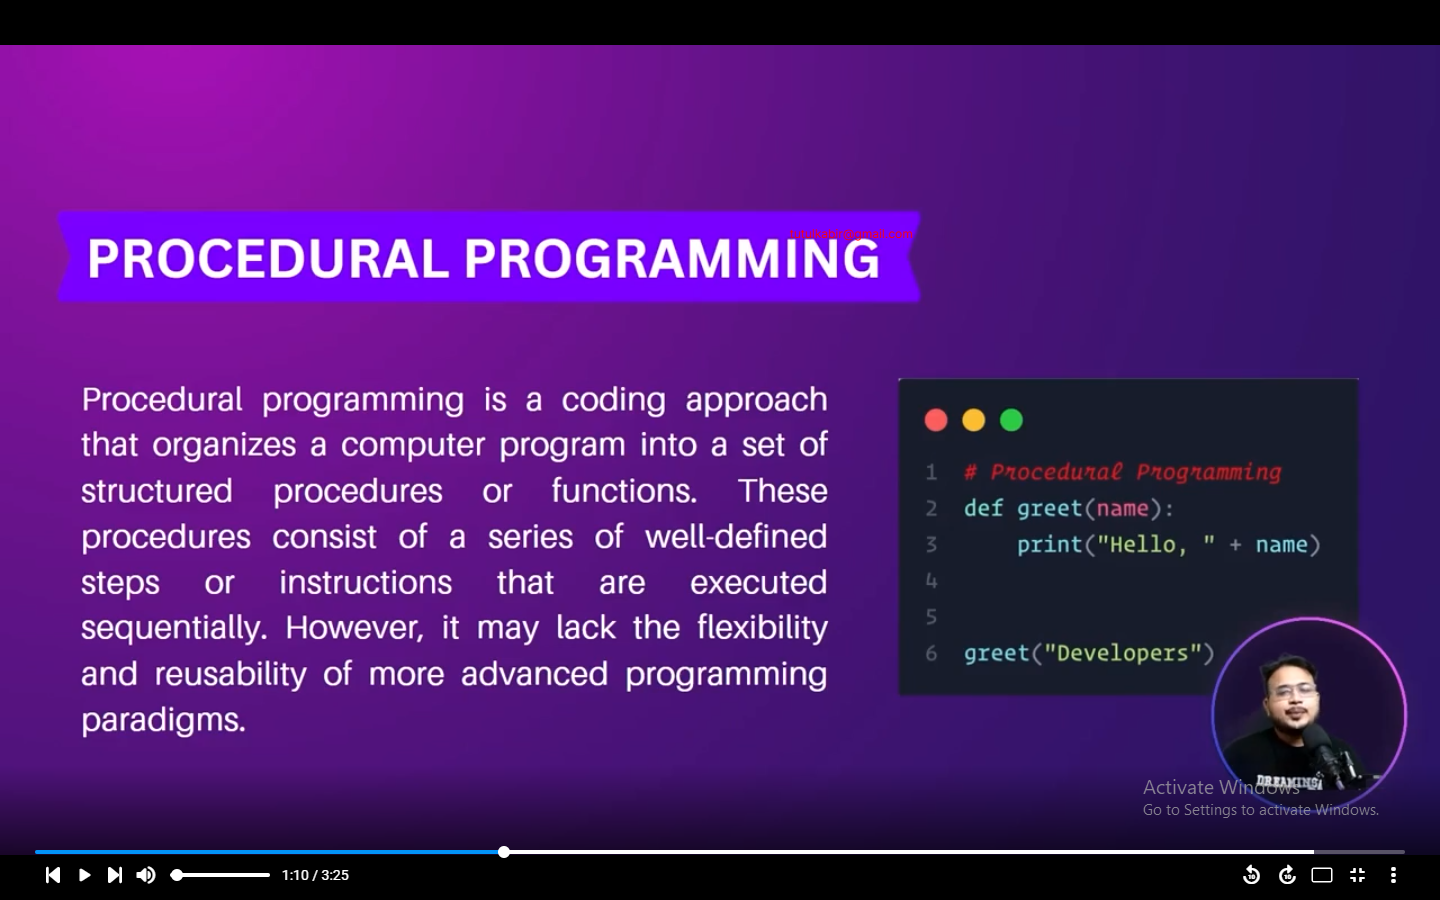 PROCEDURAL PROGRAMMING
Procedural programming is a coding approach
that organizes a computer program into a set of
structured procedures or functions. These
procedures consist of a series of well-defined
steps or instructions that are executed
sequentially. However, it may lack the flexibility
and reusability of more advanced programming
paradigms.
1 # Procedural Programming
2 def greet(name):
3 print("Hello, " + name)
4
5
6 greet("Developers")
DREAMING
Activate Windows
Go to Settings to activate Windows.
1:10 / 3:25
10
10